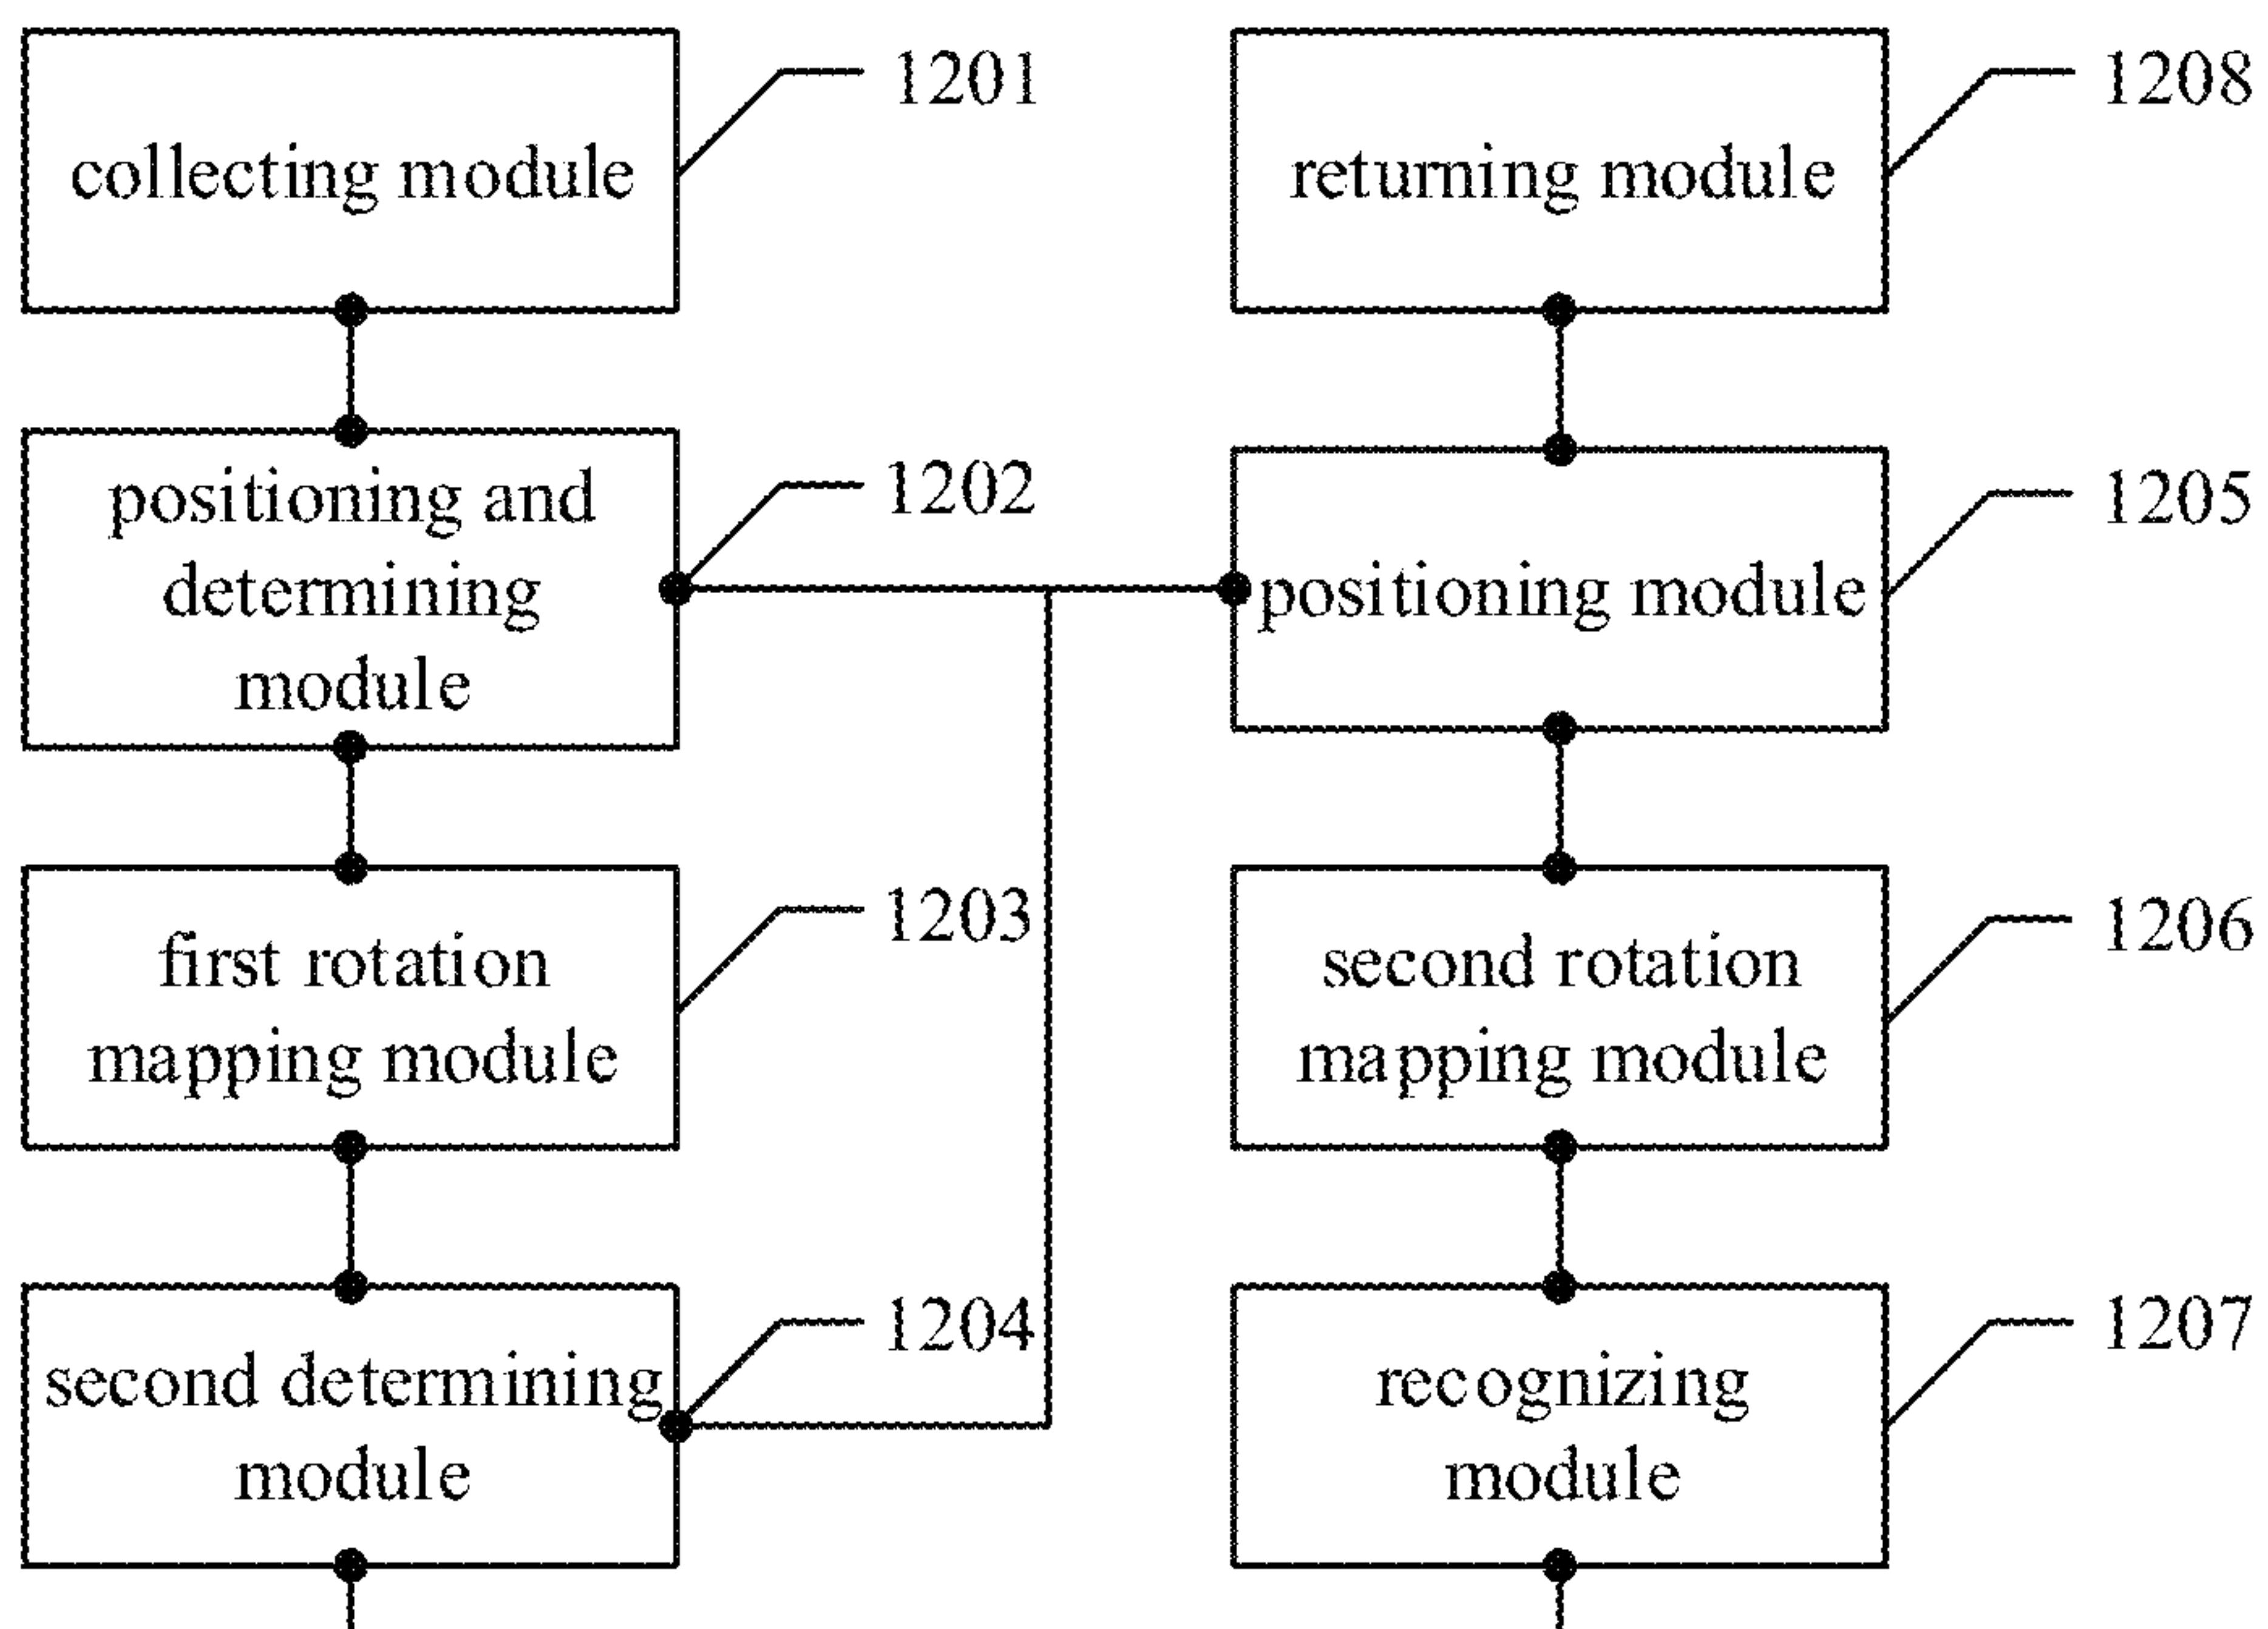 collecting module
1201
positioning and
determining
module
1202
first rotation
mapping module
1203
second determining
module
1204
returning module
1208
positioning module
1205
second rotation
mapping module
1206
recognizing
module
1207